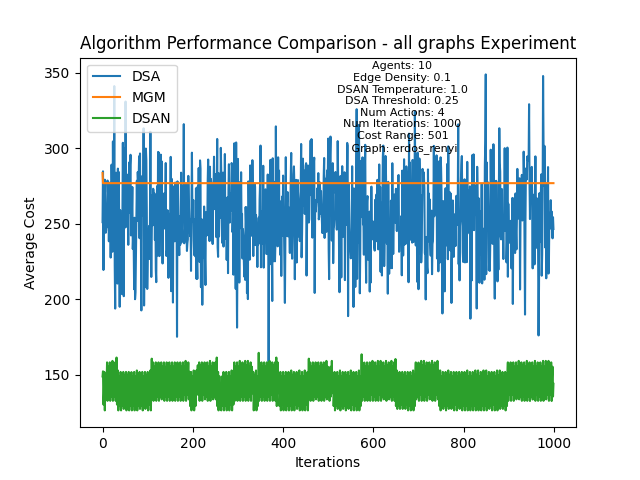 Algorithm Performance Comparison - all graphs Experiment
DSA
MGM
DSAN
Agents: 10
Edge Density: 0.1
DSAN Temperature: 1.0
DSA Threshold: 0.25
Num Actions: 4
Num Iterations: 1000
Cost Range: 501
Graph: erdos_renyi
Average Cost
350
300
250
200
150
0
200
400
600
800
1000
Iterations